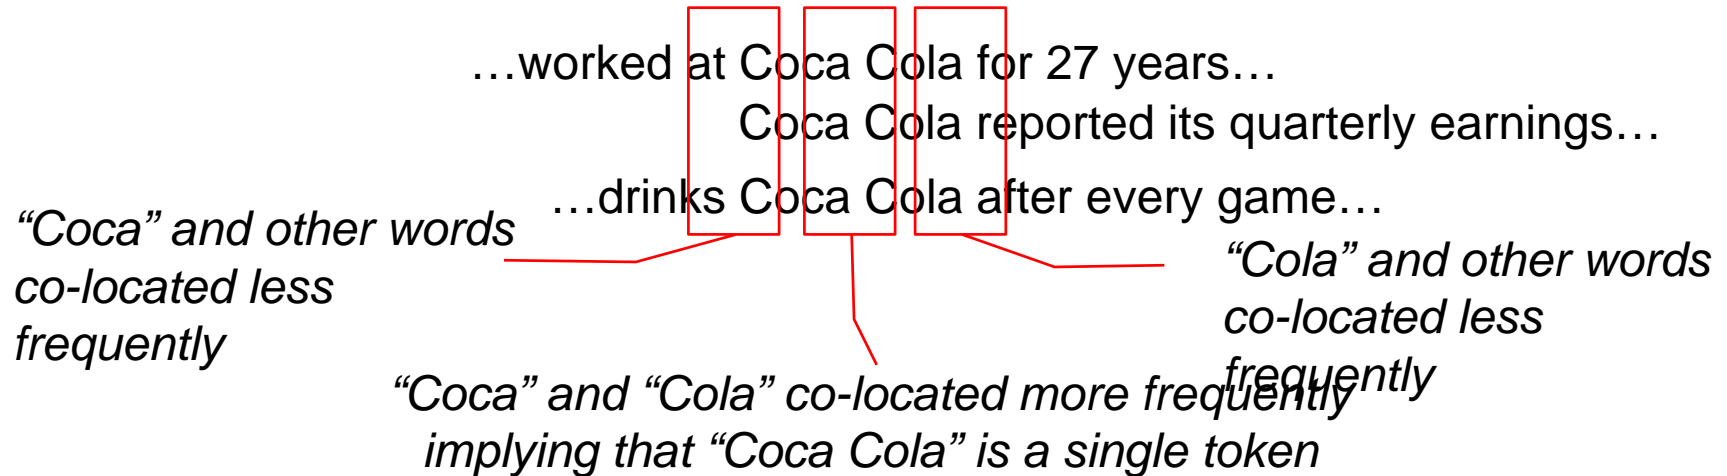 …worked at Coca Cola for 27 years…
Coca Cola reported its quarterly earnings…
…drinks Coca Cola after every game…
“Coca” and other words
co-located less
frequently
“Cola” and other words
co-located less
frequently
“Coca” and “Cola” co-located more frequently
implying that “Coca Cola” is a single token